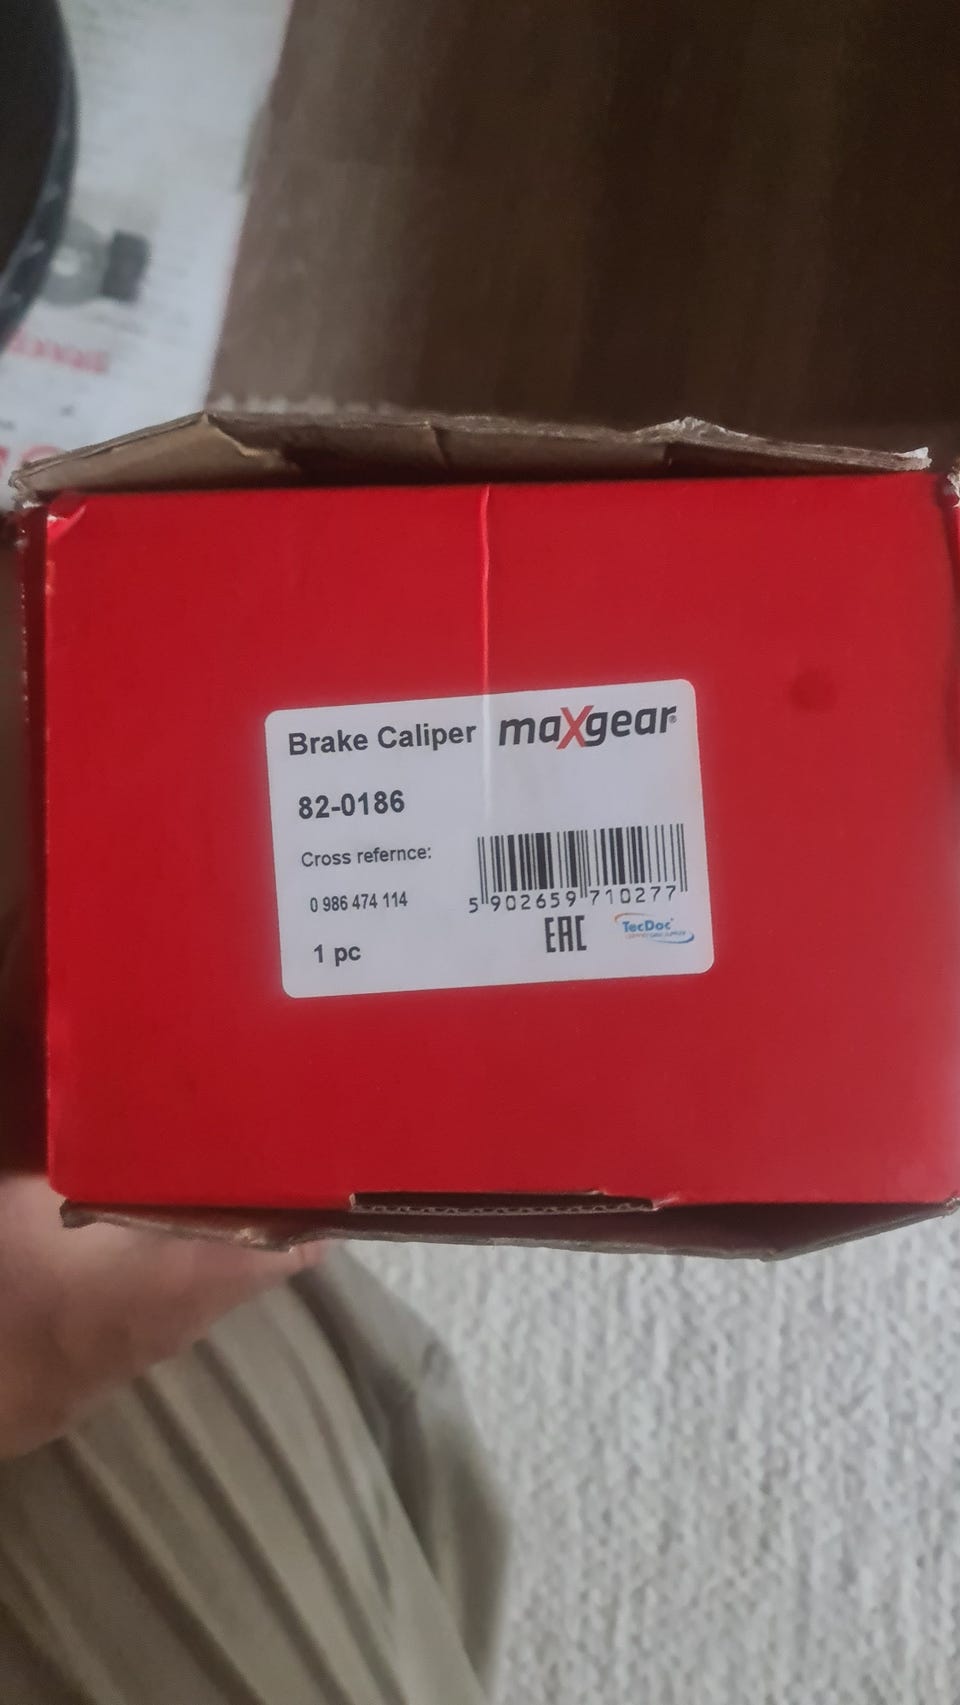 Brake Caliper maXgear®
82-0186
Cross refernce:
0 986 474 114
5 902659 710277
1 pc
EAC
TecDoc